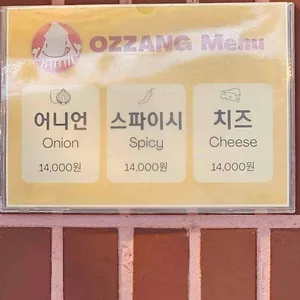 OZZANG Menu
어니언 스파이시 치즈
Onion Spicy Cheese
14,000원 14,000원 14,000원